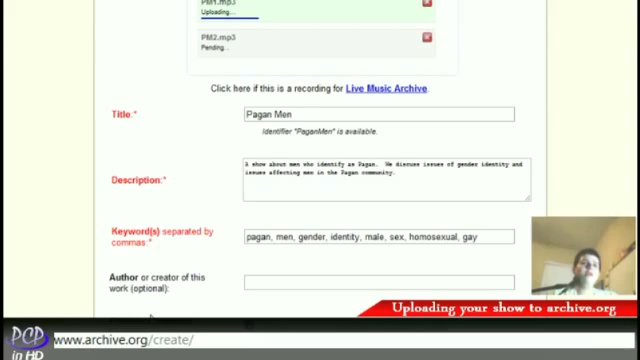 PM1.mp3
Uploading...
PM2.mp3
Pending...
Click here if this is a recording for Live Music Archive.
Title:* Pagan Men
Identifier "PaganMen" is available.
Description:* A show about men who identify as Pagan. We discuss issues of gender identity and
issues affecting men in the Pagan community.
Keyword(s) separated by
commas:* pagan, men, gender, identity, male, sex, homosexual, gay
Author or creator of this
work (optional):
Uploading your show to archive.org
PCP
in HD
www.archive.org/create/